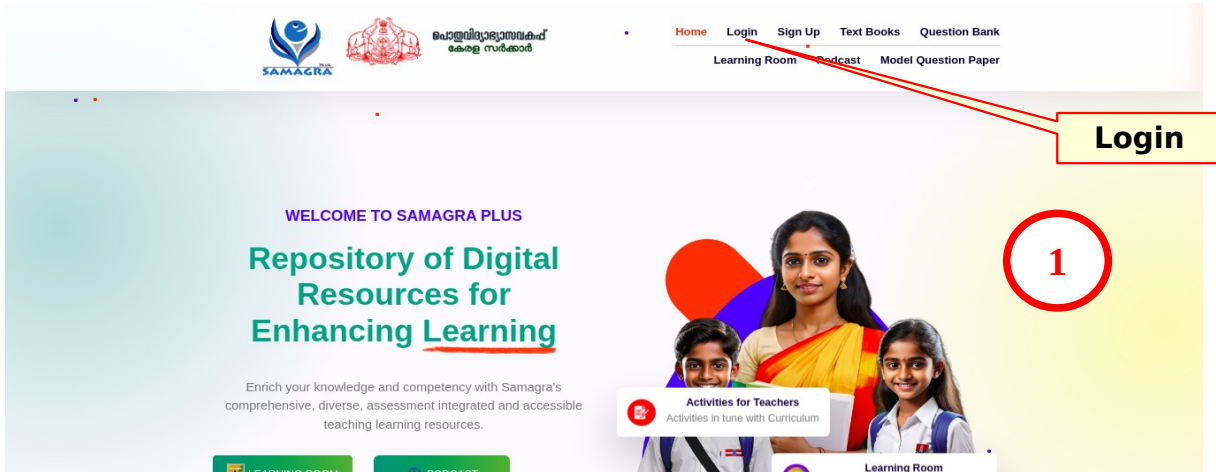 SAMAGRA PLUS
പൊതുവിദ്യാഭ്യാസവകുപ്പ്
കേരള സർക്കാർ
Home Login Sign Up Text Books Question Bank
Learning Room Podcast Model Question Paper
Login
WELCOME TO SAMAGRA PLUS
Repository of Digital
Resources for
Enhancing Learning
1
Enrich your knowledge and competency with Samagra's
comprehensive, diverse, assessment integrated and accessible
teaching learning resources.
Activities for Teachers
Activities in tune with Curriculum
LEARNING ROOM
PODCAST
Learning Room